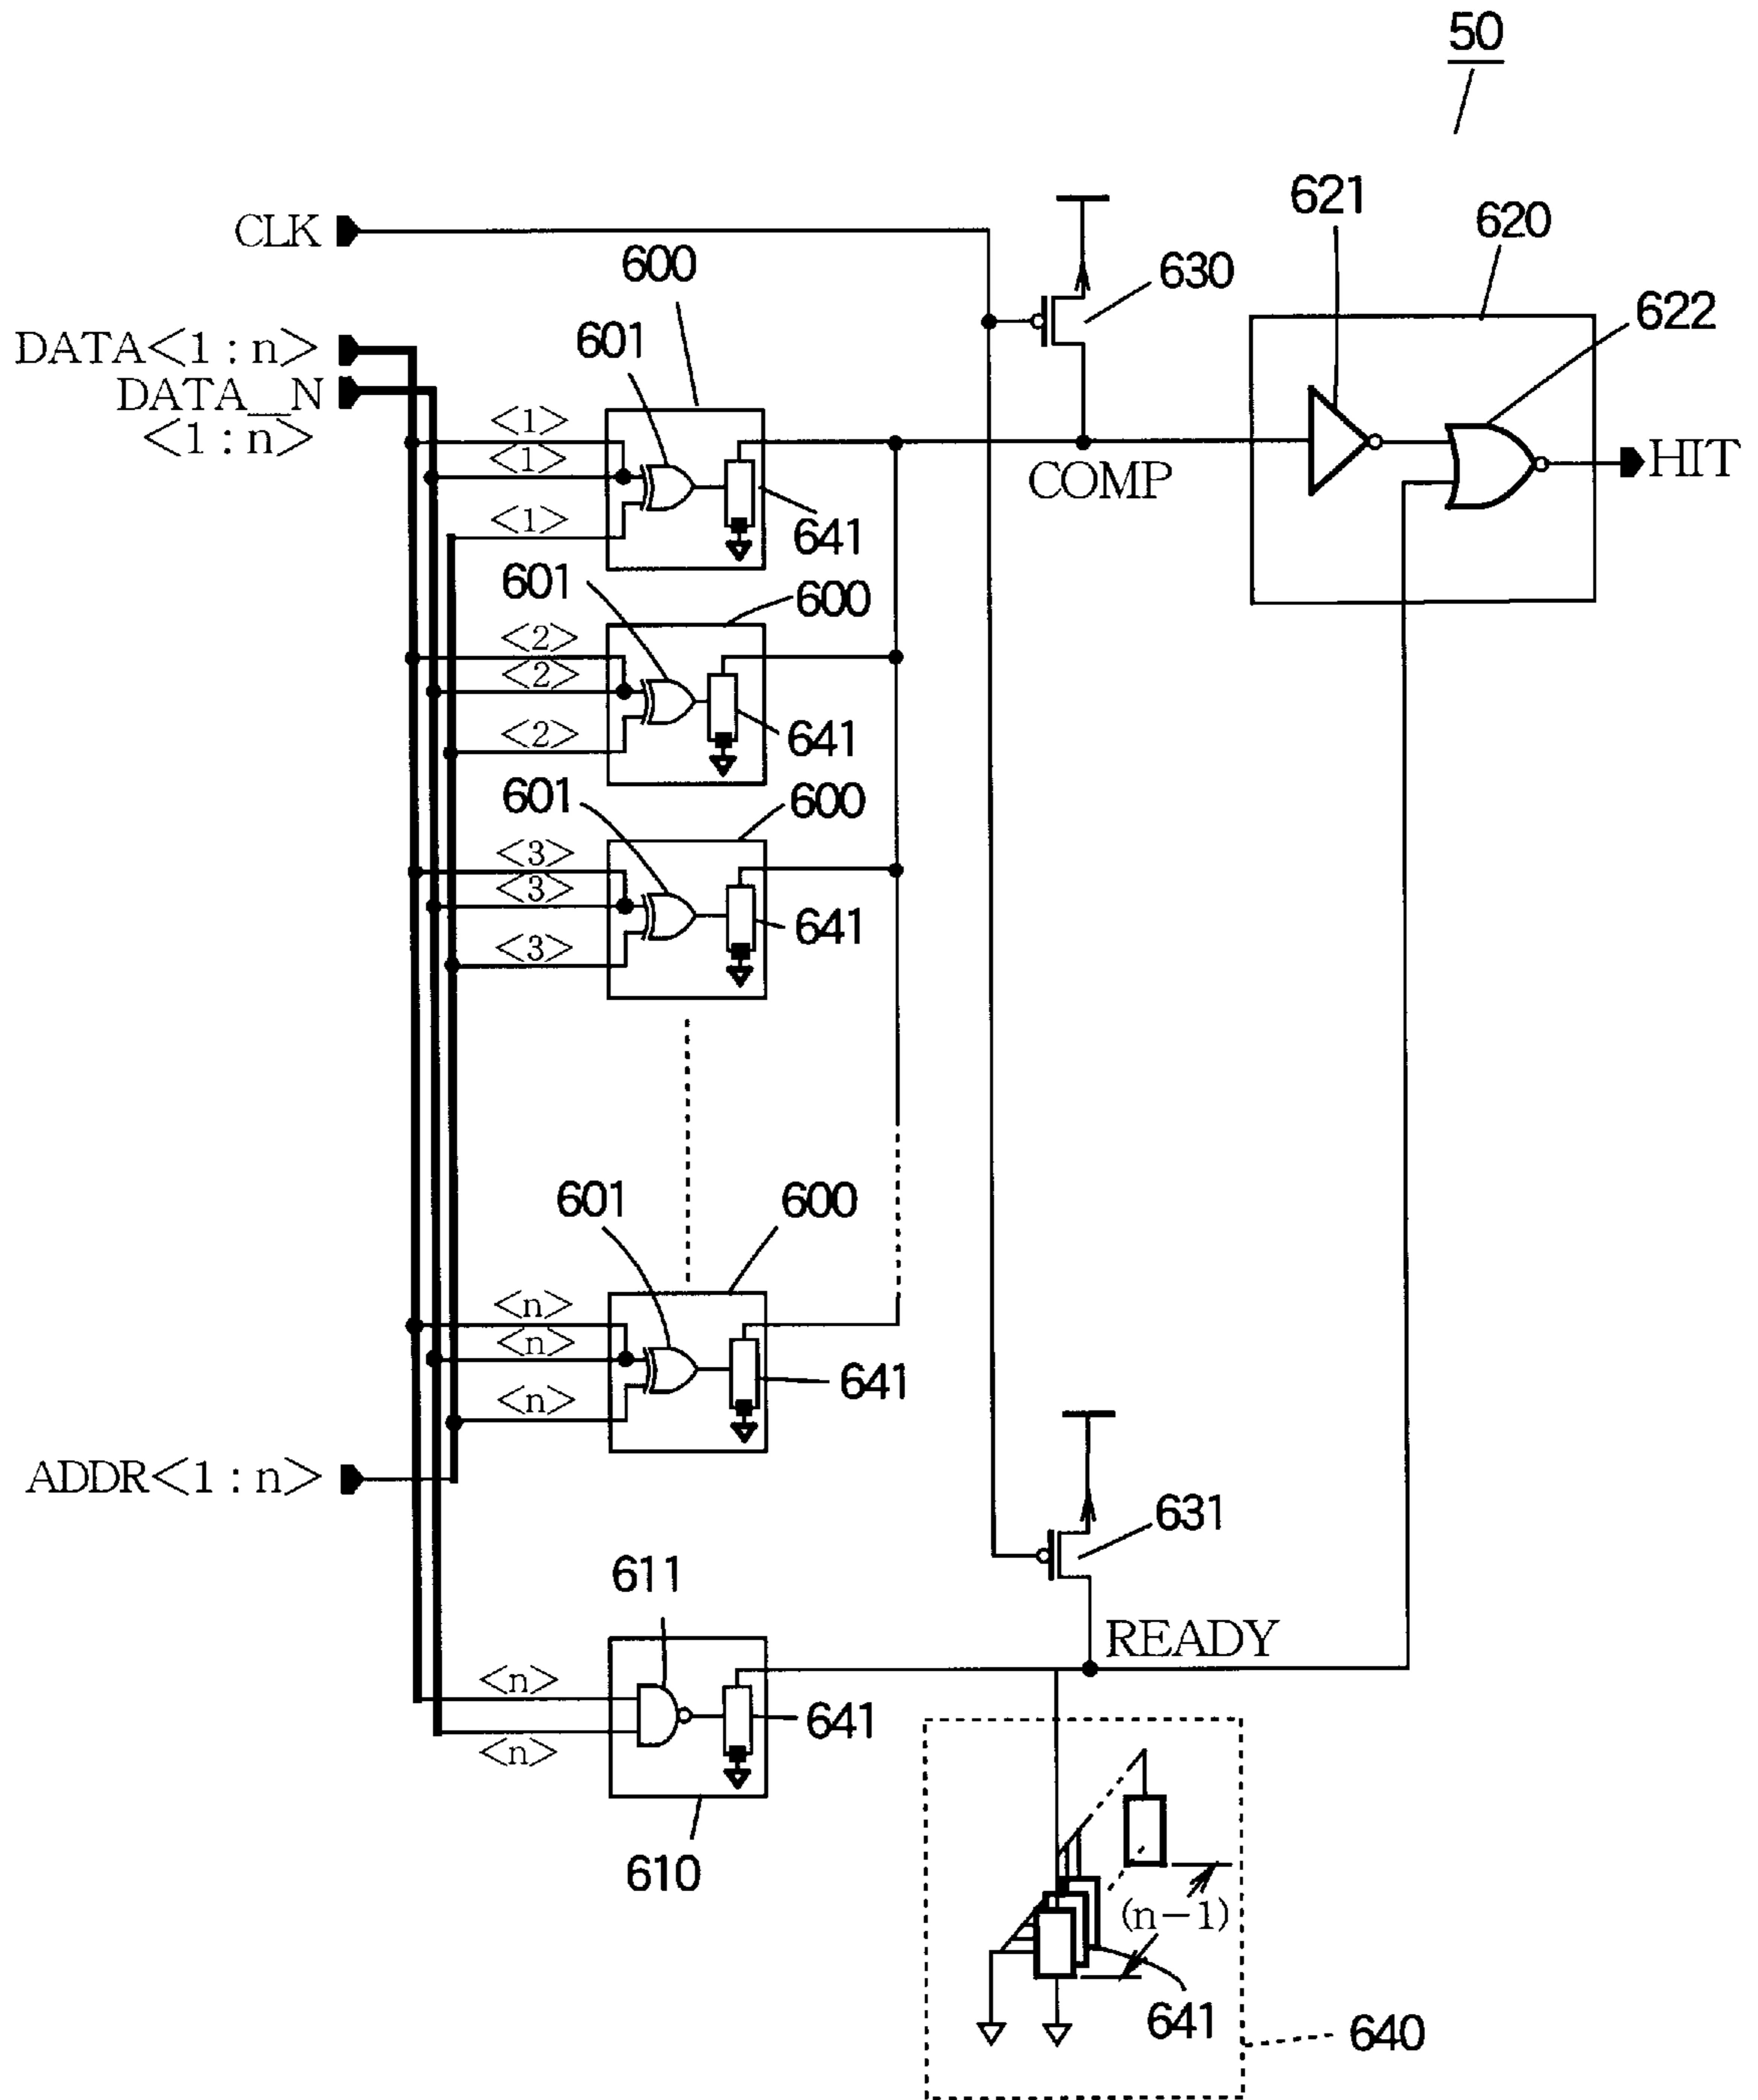 50
621
620
CLK
600
630
622
DATA<1 : n>
601
DATA_N
<1 : n>
<1>
<1>
COMP
HIT
<1>
641
601
600
<2>
<2>
<2>
641
601
600
<3>
<3>
641
<3>
601
600
<n>
<n>
641
<n>
ADDR<1 : n>
631
611
READY
<n>
641
<n>
610
(n-1)
641
640